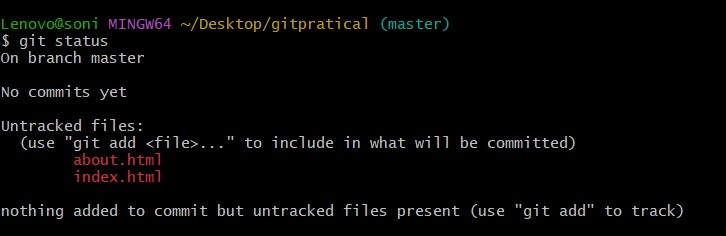 Lenovo@soni MINGW64 ~/Desktop/gitpratical (master)
$ git status
On branch master
No commits yet
Untracked files:
(use "git add <file>..." to include in what will be committed)
about.html
index.html
nothing added to commit but untracked files present (use "git add" to track)